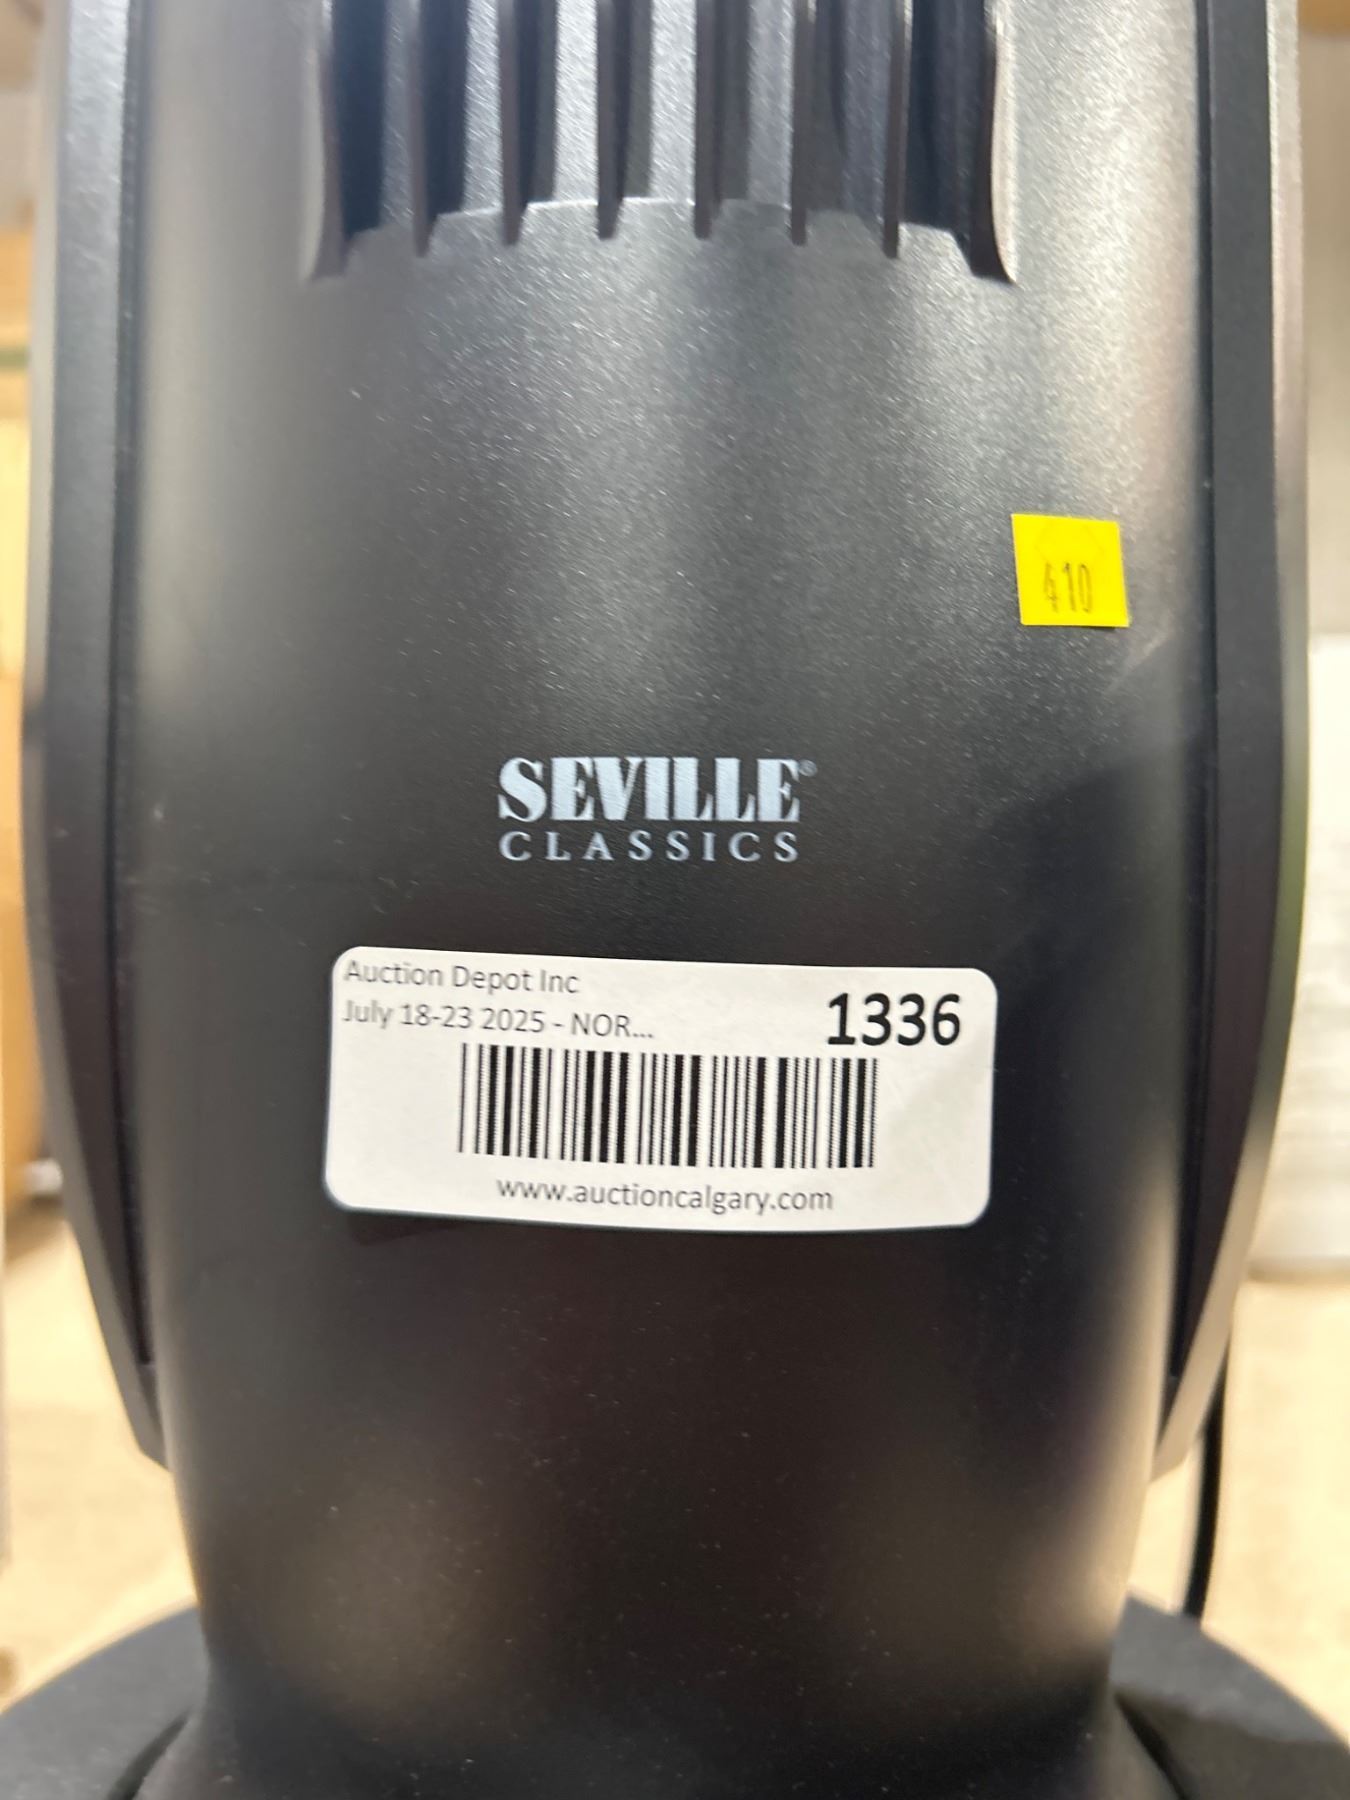 410
SEVILLE®
CLASSICS
Auction Depot Inc
July 18-23 2025 - NOR...
1336
www.auctioncalgary.com